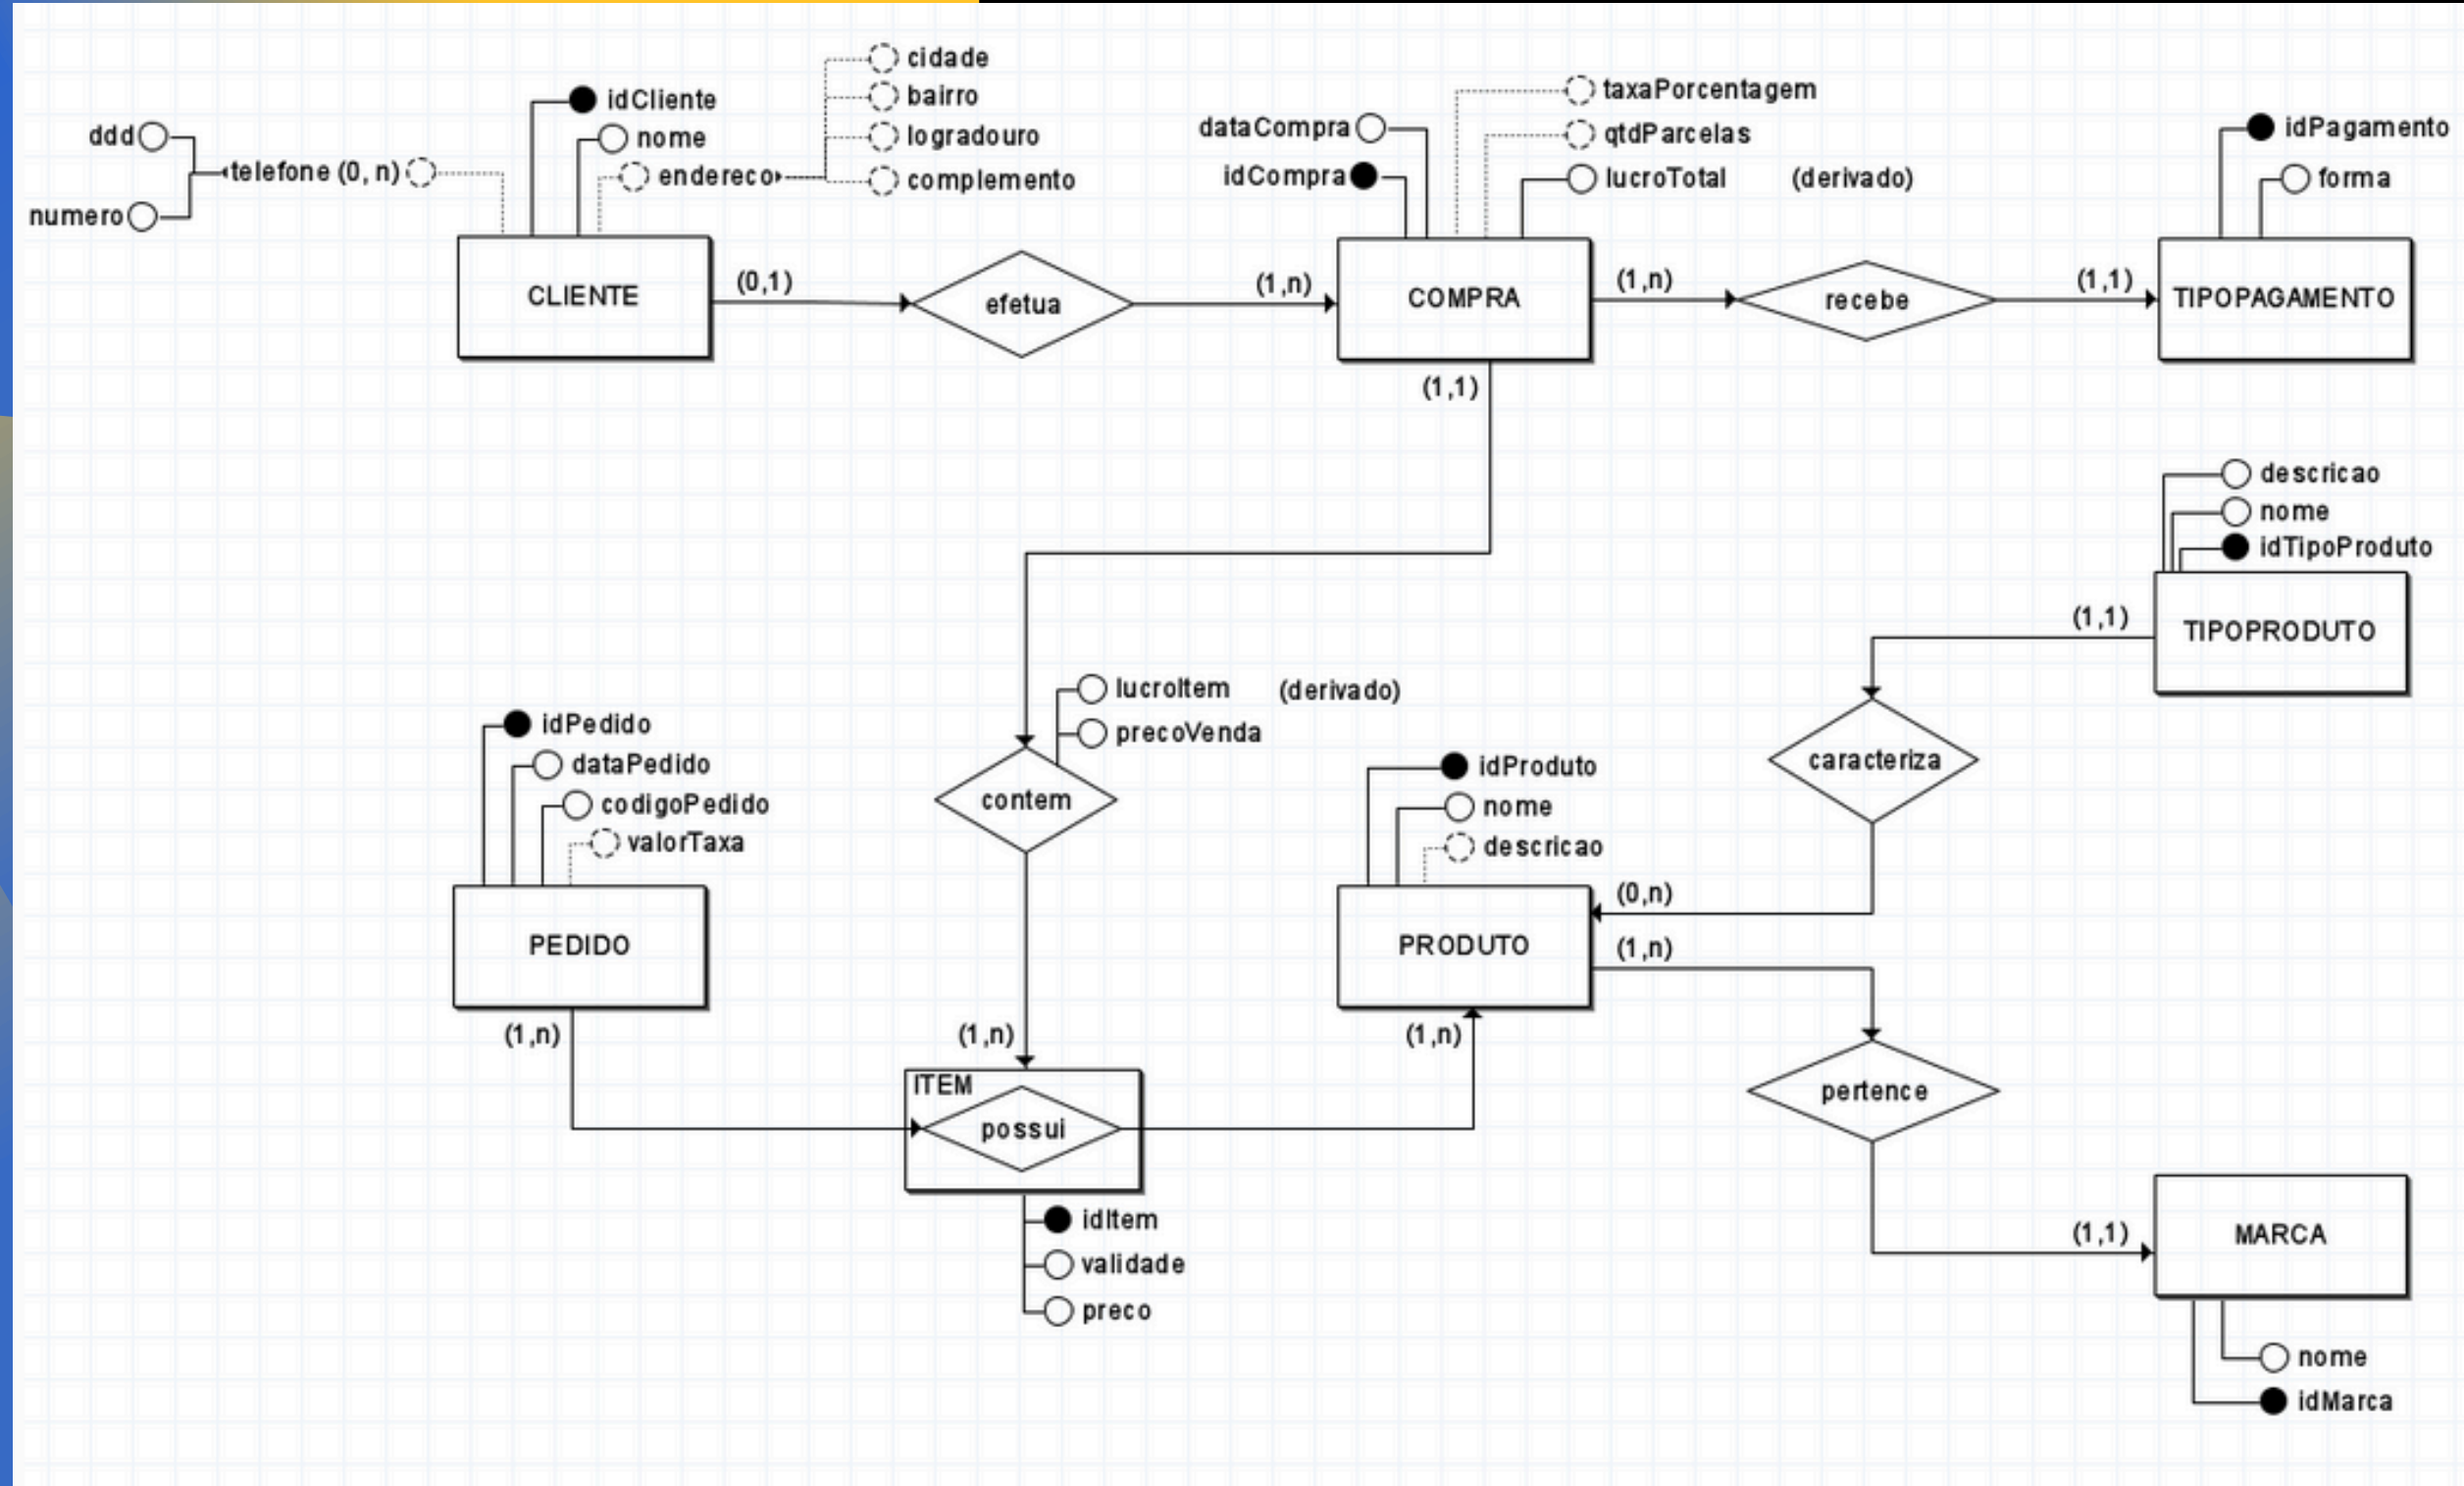 cidade
taxaPorcentagem
idCliente
bairro
dataCompra
idPagamento
ddd
nome
logradouro
qtdParcelas
telefone (0, n)
endereco
complemento
idCompra
lucroTotal (derivado)
forma
numero
CLIENTE
(0,1)
efetua
(1,n)
COMPRA
(1,n)
recebe
(1,1)
TIPOPAGAMENTO
(1,1)
descricao
nome
idTipoProduto
(1,1)
TIPOPRODUTO
lucroItem (derivado)
precoVenda
idPedido
dataPedido
codigoPedido
valorTaxa
contem
idProduto
nome
descricao
caracteriza
PEDIDO
PRODUTO
(0,n)
(1,n)
(1,n)
(1,n)
(1,n)
ITEM
possui
pertence
idItem
validade
preco
(1,1)
MARCA
nome
idMarca